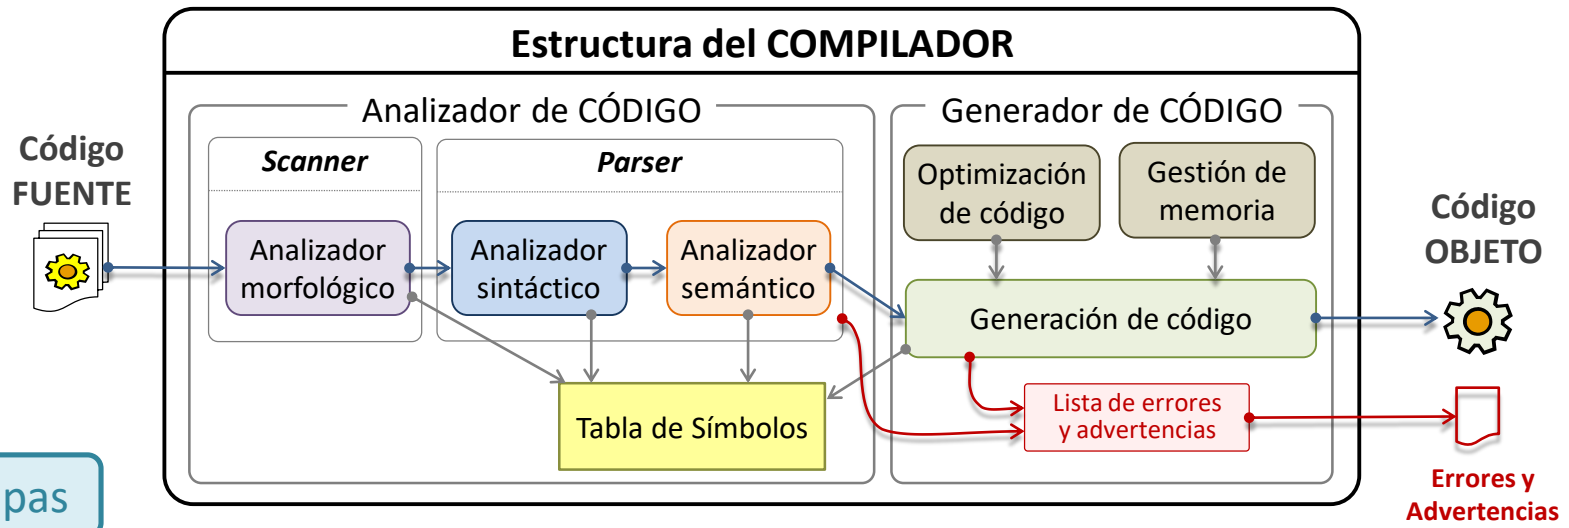 Estructura del COMPILADOR
Analizador de CÓDIGO
Generador de CÓDIGO
Código
FUENTE
Scanner
Parser
Analizador
morfológico
Analizador
sintáctico
Analizador
semántico
Tabla de Símbolos
Optimización
de código
Gestión de
memoria
Generación de código
Lista de errores
y advertencias
Código
OBJETO
Errores y
Advertencias
pas